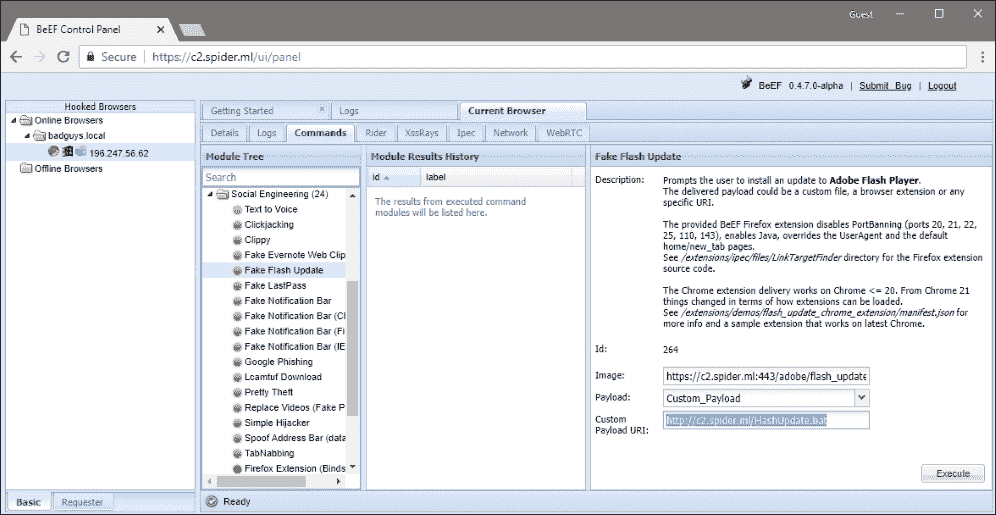 Guest
BeEF Control Panel
Secure | https://c2.spider.ml/ui/panel
BeEF 0.4.7.0-alpha | Submit Bug | Logout
Hooked Browsers
Online Browsers
badguys.local
196.247.56.62
Offline Browsers
Basic
Requester
Getting Started
Logs
Current Browser
Details
Logs
Commands
Rider
XssRays
Ipec
Network
WebRTC
Module Tree
Search
Social Engineering (24)
Text to Voice
Clickjacking
Clippy
Fake Evernote Web Clip
Fake Flash Update
Fake LastPass
Fake Notification Bar
Fake Notification Bar (Cl
Fake Notification Bar (Fi
Fake Notification Bar (IE
Google Phishing
Lcamtuf Download
Pretty Theft
Replace Videos (Fake P
Simple Hijacker
Spoof Address Bar (data
TabNabbing
Firefox Extension (Binds
Module Results History
id
label
The results from executed command
modules will be listed here.
Ready
Fake Flash Update
Description:
Prompts the user to install an update to Adobe Flash Player.
The delivered payload could be a custom file, a browser extension or any
specific URI.
The provided BeEF Firefox extension disables PortBanning (ports 20, 21, 22,
25, 110, 143), enables Java, overrides the UserAgent and the default
home/new_tab pages.
See /extensions/ipec/files/LinkTargetFinder directory for the Firefox extension
source code.
The Chrome extension delivery works on Chrome <= 20. From Chrome 21
things changed in terms of how extensions can be loaded.
See /extensions/demos/flash_update_chrome_extension/manifest.json for
more info and a sample extension that works on latest Chrome.
Id:
264
Image:
https://c2.spider.ml:443/adobe/flash_update
Payload:
Custom_Payload
Custom
Payload URI:
http://c2.spider.ml/FlashUpdate.bat
Execute